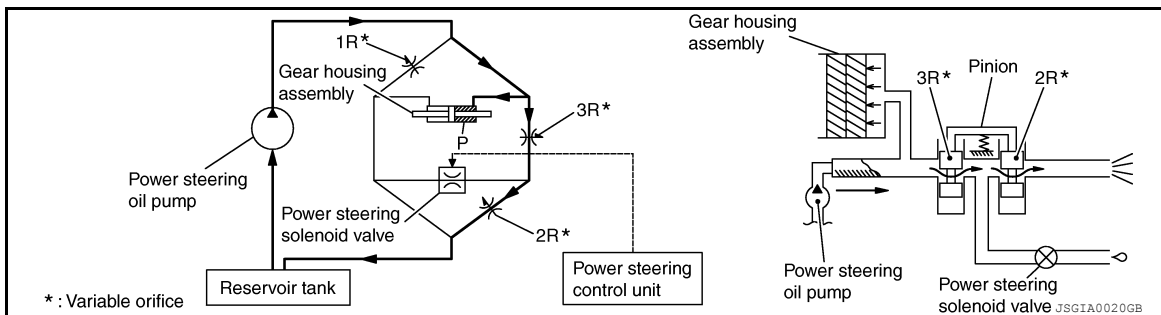 1R*
Gear housing
assembly
3R*
P
Power steering
oil pump
Power steering
solenoid valve
2R*
Reservoir tank
Power steering
control unit
* : Variable orifice
Gear housing
assembly
Pinion
3R*
2R*
Power steering
oil pump
Power steering
solenoid valve
JSGIA0020GB